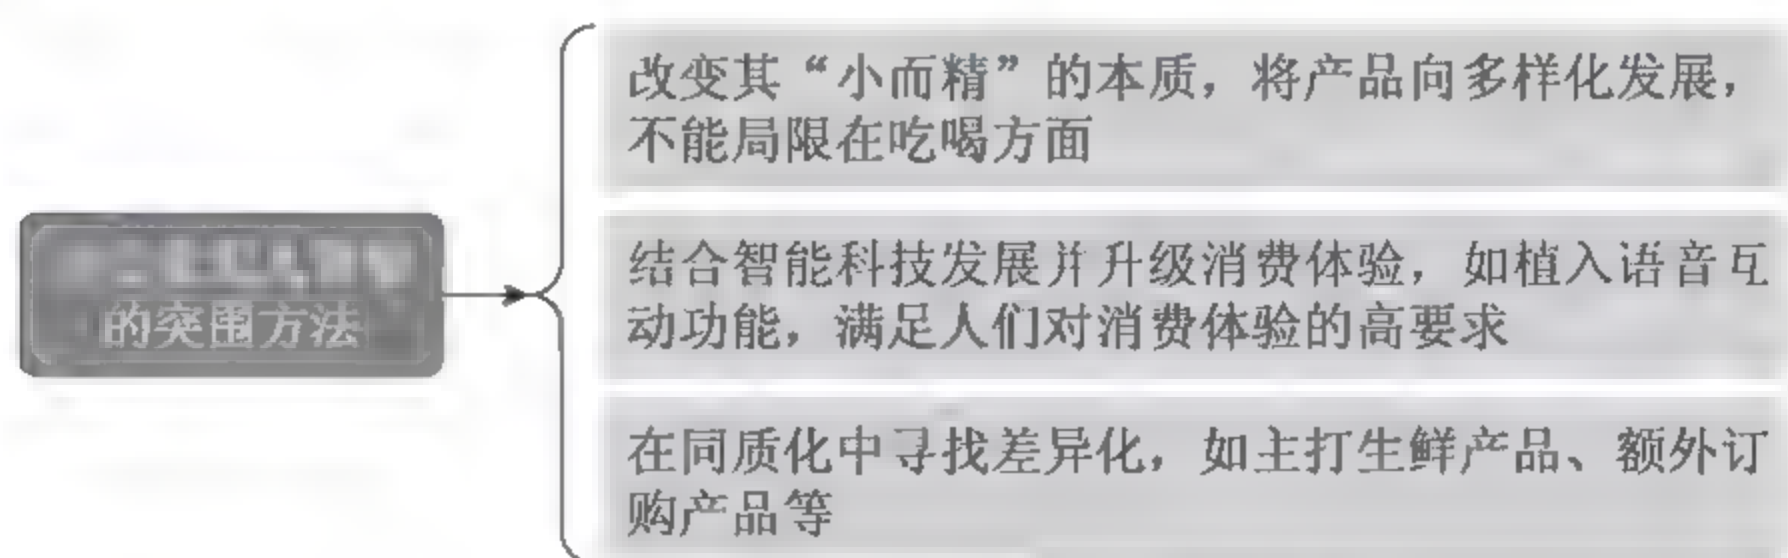 的突围方法
改变其“小而精”的本质，将产品向多样化发展，
不能局限在吃喝方面
结合智能科技发展并升级消费体验，如植入语音互
动功能，满足人们对消费体验的高要求
在同质化中寻找差异化，如主打生鲜产品、额外订
购产品等